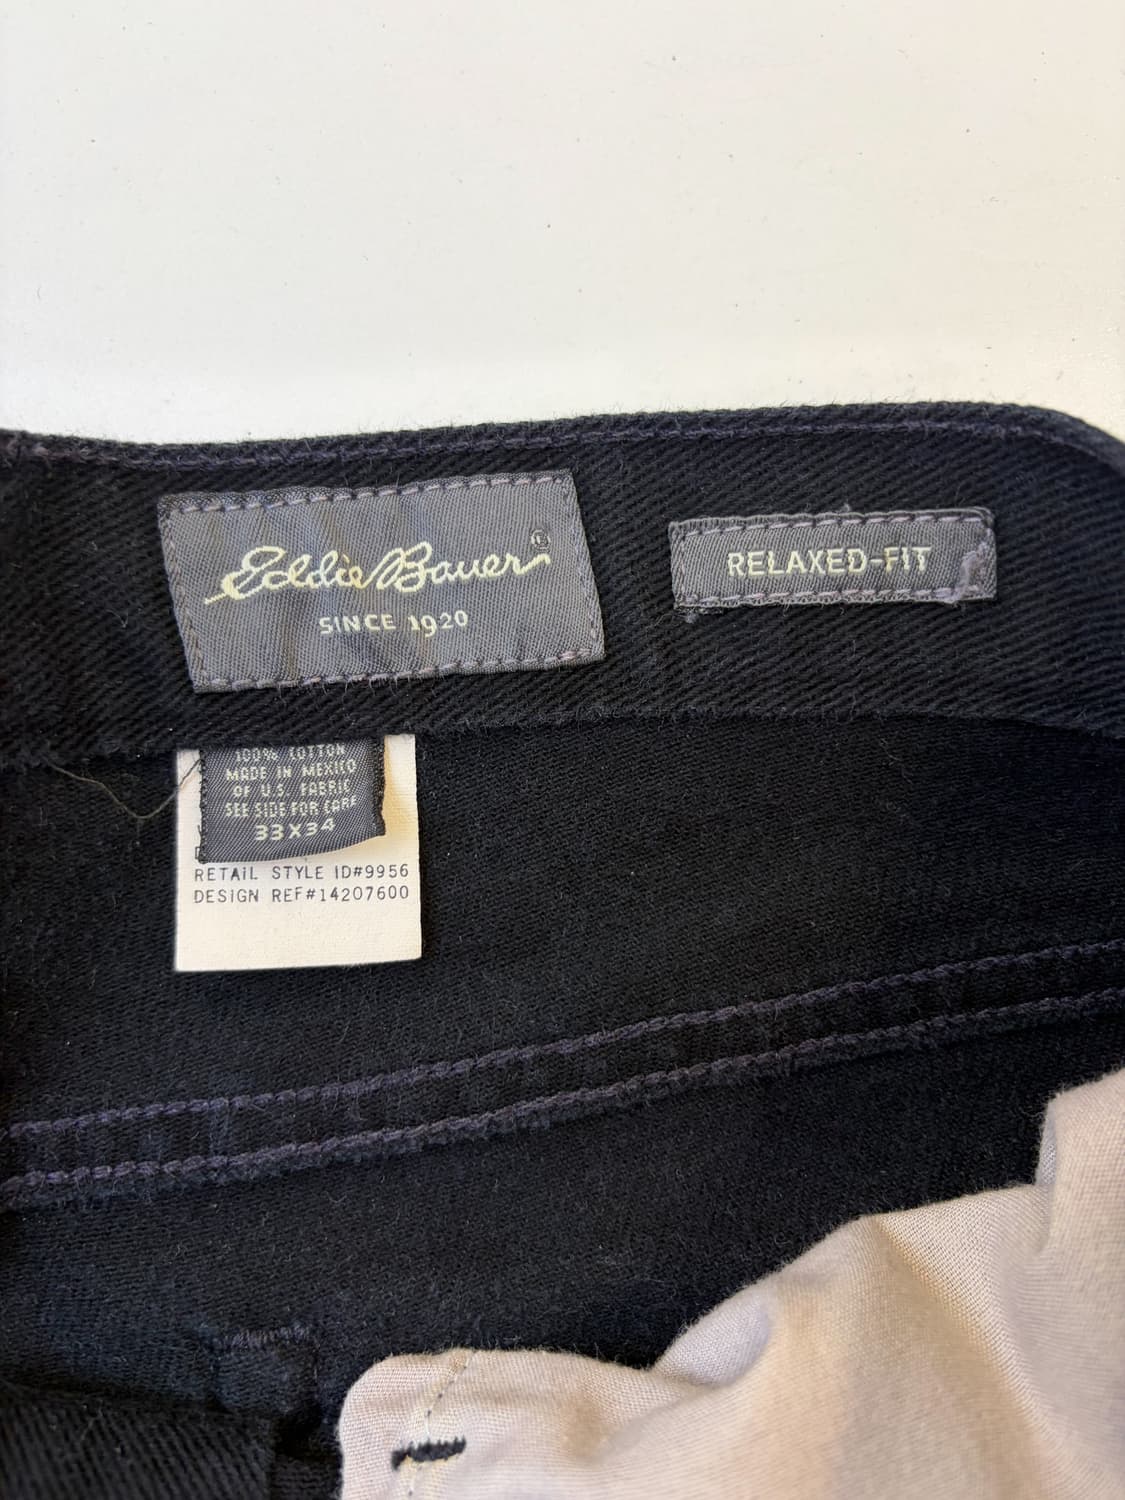 Eddie Bauer®
SINCE 1920
RELAXED-FIT
100% COTTON
MADE IN MEXICO
OF U.S. FABRIC
SEE SIDE FOR CARE
33X34
RETAIL STYLE ID#9956
DESIGN REF#14207600